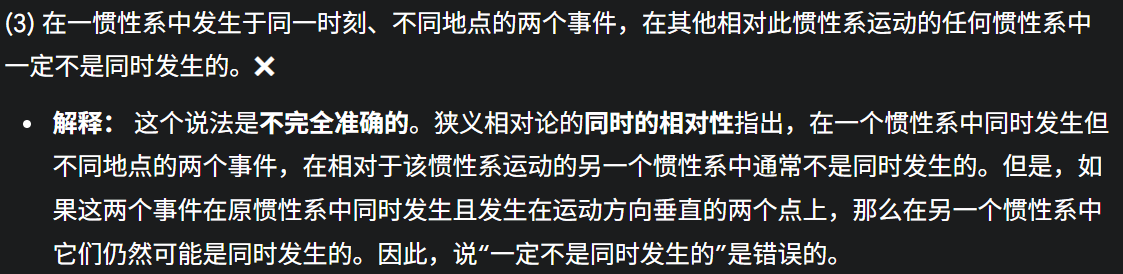 (3) 在一惯性系中发生于同一时刻、不同地点的两个事件，在其他相对此惯性系运动的任何惯性系中
一定不是同时发生的。❌
• 解释： 这个说法是不完全准确的。狭义相对论的同时的相对性指出，在一个惯性系中同时发生但
不同地点的两个事件，在相对于该惯性系运动的另一个惯性系中通常不是同时发生的。但是，如
果这两个事件在原惯性系中同时发生且发生在运动方向垂直的两个点上，那么在另一个惯性系中
它们仍然可能是同时发生的。因此，说“一定不是同时发生的”是错误的。